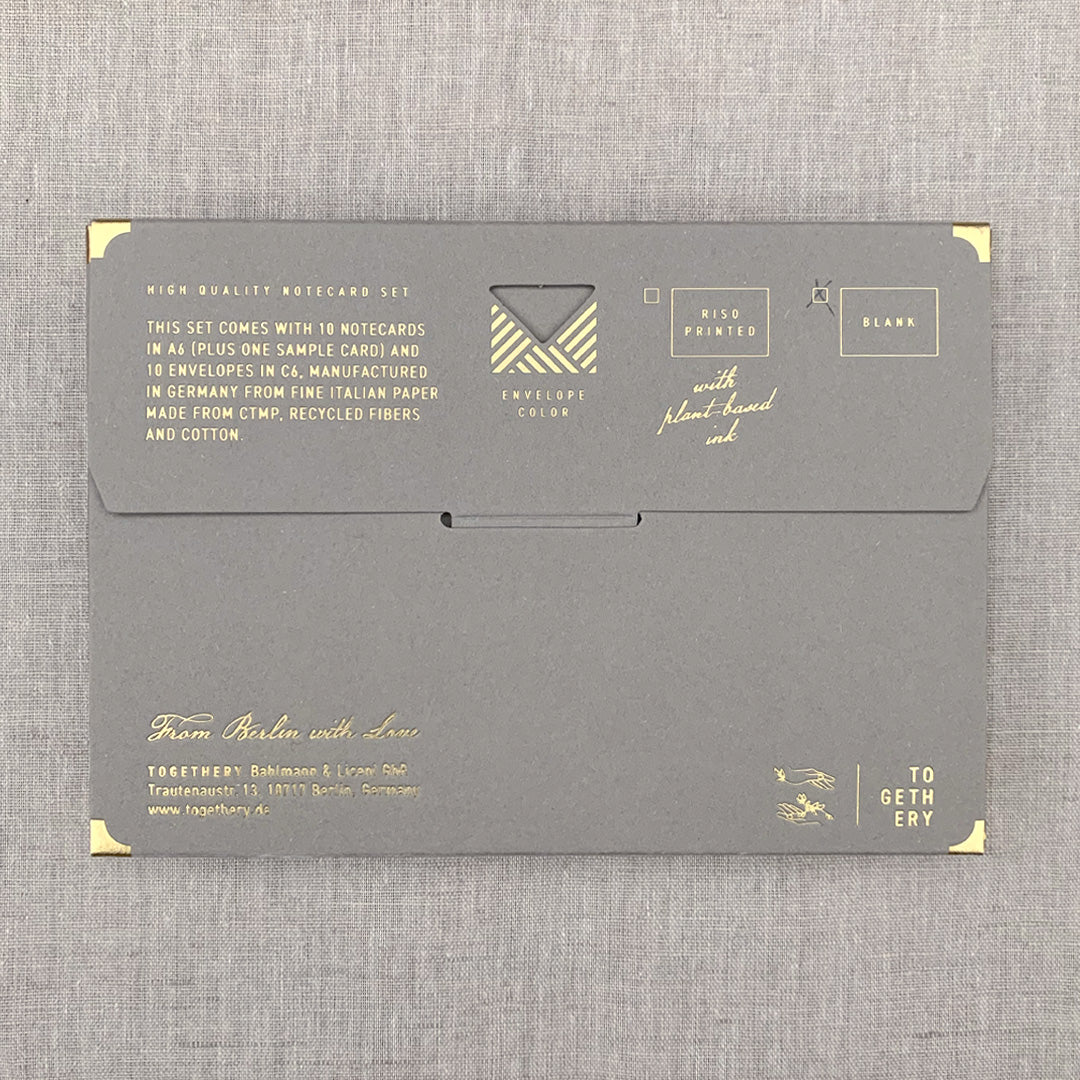 HIGH QUALITY NOTECARD SET
THIS SET COMES WITH 10 NOTECARDS
IN A6 (PLUS ONE SAMPLE CARD) AND
10 ENVELOPES IN C6, MANUFACTURED
IN GERMANY FROM FINE ITALIAN PAPER
MADE FROM CTMP, RECYCLED FIBERS
AND COTTON.
ENVELOPE
COLOR
RISO
PRINTED
with
plant-based
ink
BLANK
From Berlin with Love
TOGETHERY Bahlmann & GbR
Trautenaustr. 13, 10717 Berlin, Germany
www.togethery.de
TO
GETH
ERY